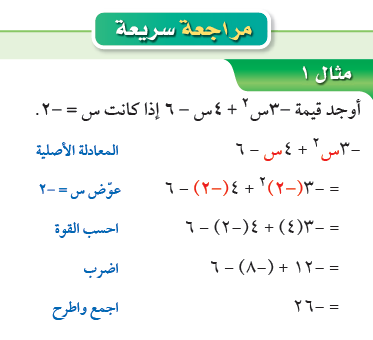 مراجعة سريعة
مثال ١
أوجد قيمة –٣س٢ + ٤س – ٦ إذا كانت س = –٢.
–٣س٢ + ٤س – ٦ المعادلة الأصلية
= –٣(–٢)٢ + ٤(–٢) – ٦ عوّض س = –٢
= –٣(٤) + ٤(–٢) – ٦ احسب القوة
= –١٢ + (–٨) – ٦ اضرب
= –٢٦ اجمع واطرح